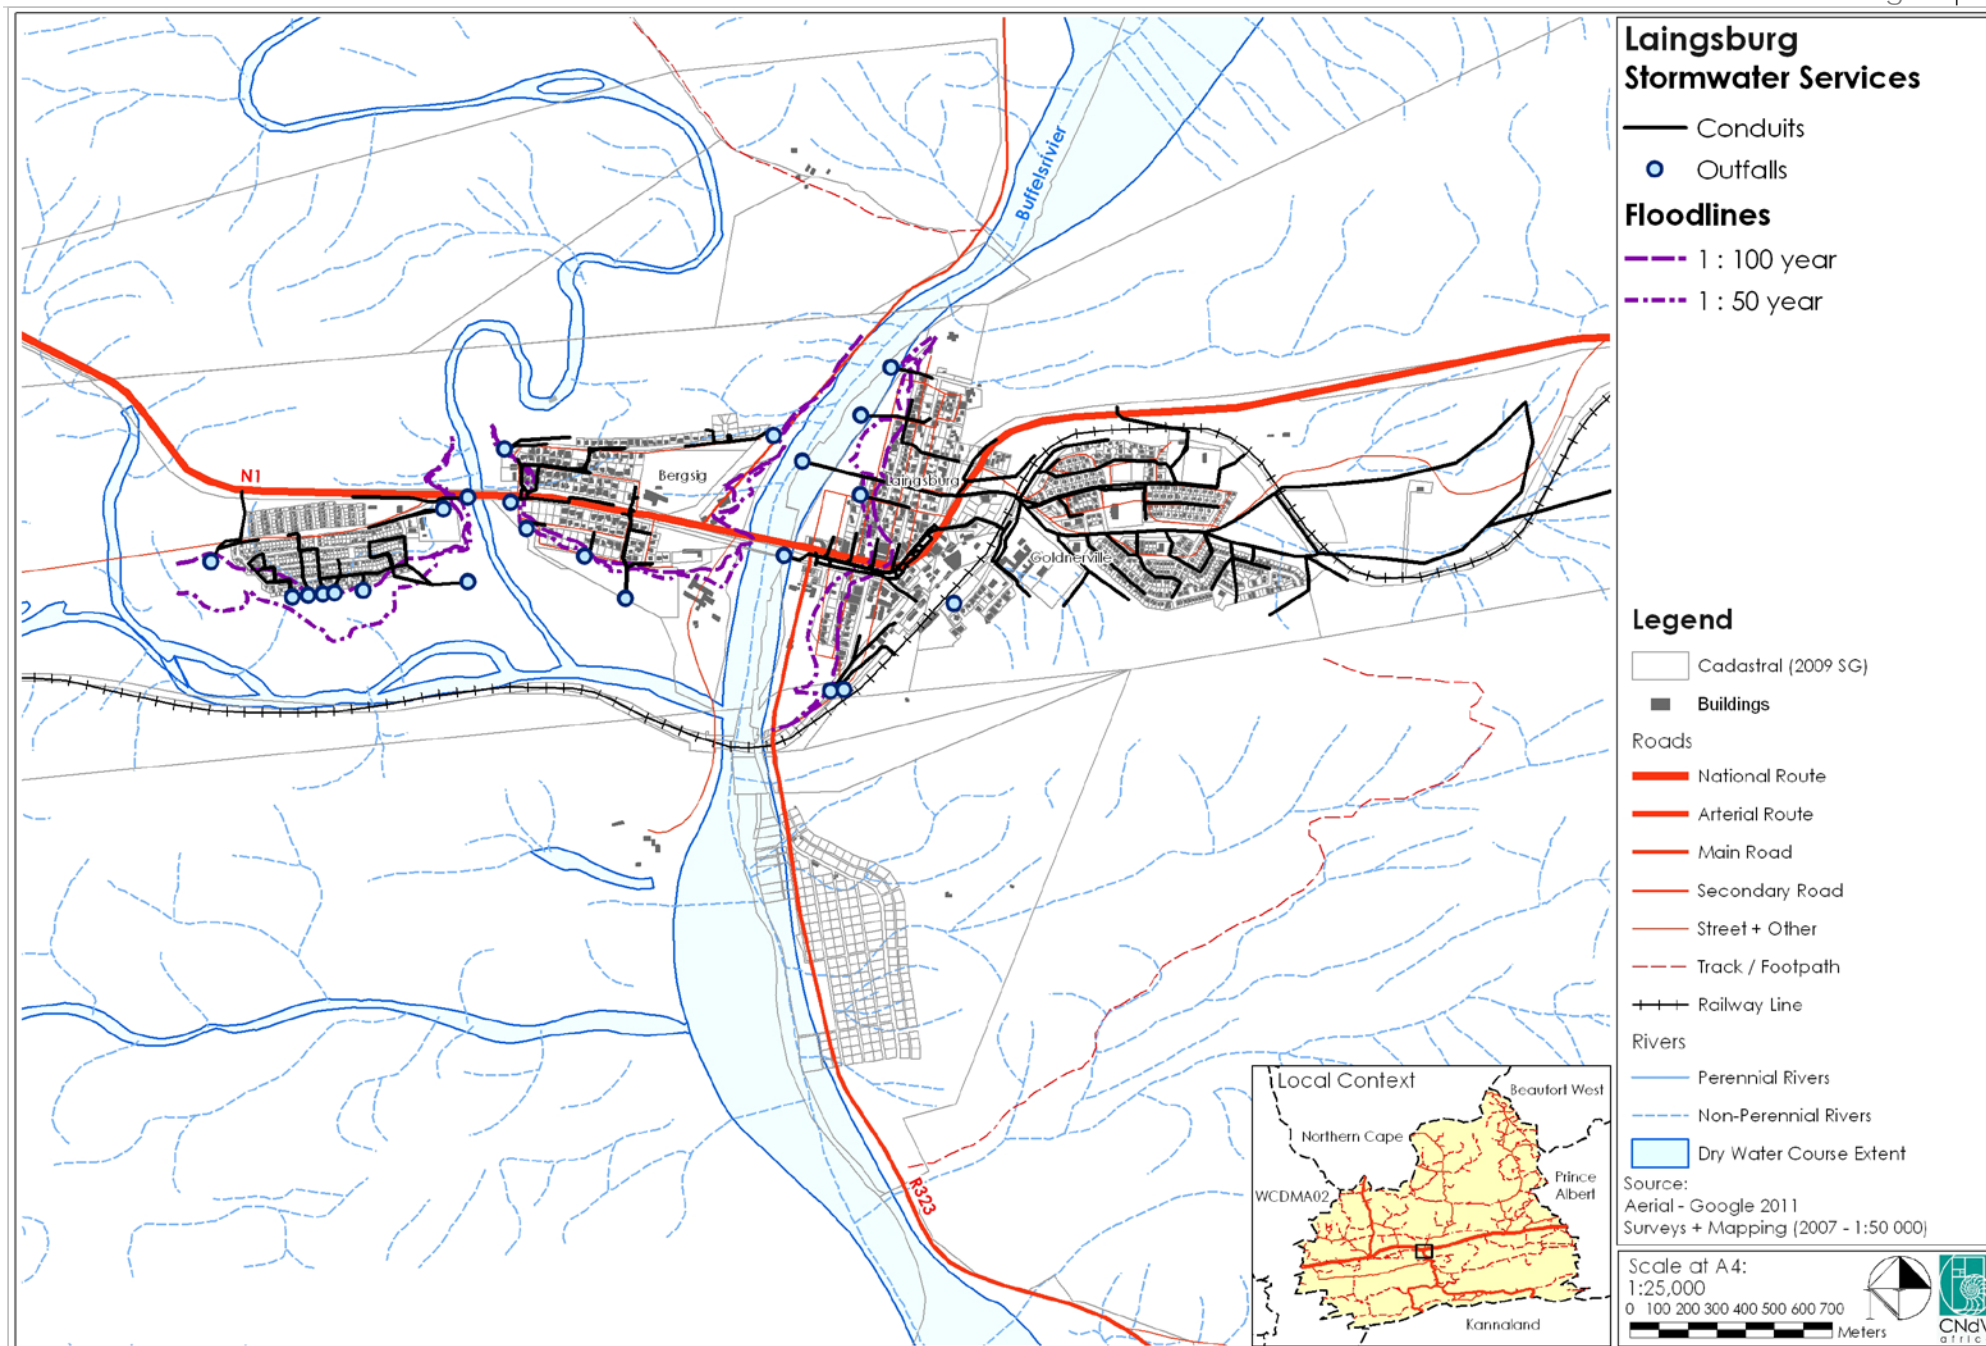 Laingsburg
Stormwater Services
Conduits
Outfalls
Floodlines
1 : 100 year
1 : 50 year
Legend
Cadastral (2009 SG)
Buildings
Roads
National Route
Arterial Route
Main Road
Secondary Road
Street + Other
Track / Footpath
Railway Line
Rivers
Perennial Rivers
Non-Perennial Rivers
Dry Water Course Extent
Source:
Aerial - Google 2011
Surveys + Mapping (2007 - 1:50 000)
Scale at A4:
1:25,000
0 100 200 300 400 500 600 700
Meters
CNdV
africa
Buffelsrivier
N1
Bergsig
Laingsburg
Goldnerville
R323
Local Context
Beaufort West
Northern Cape
WCDMA02
Prince
Albert
Kannaland